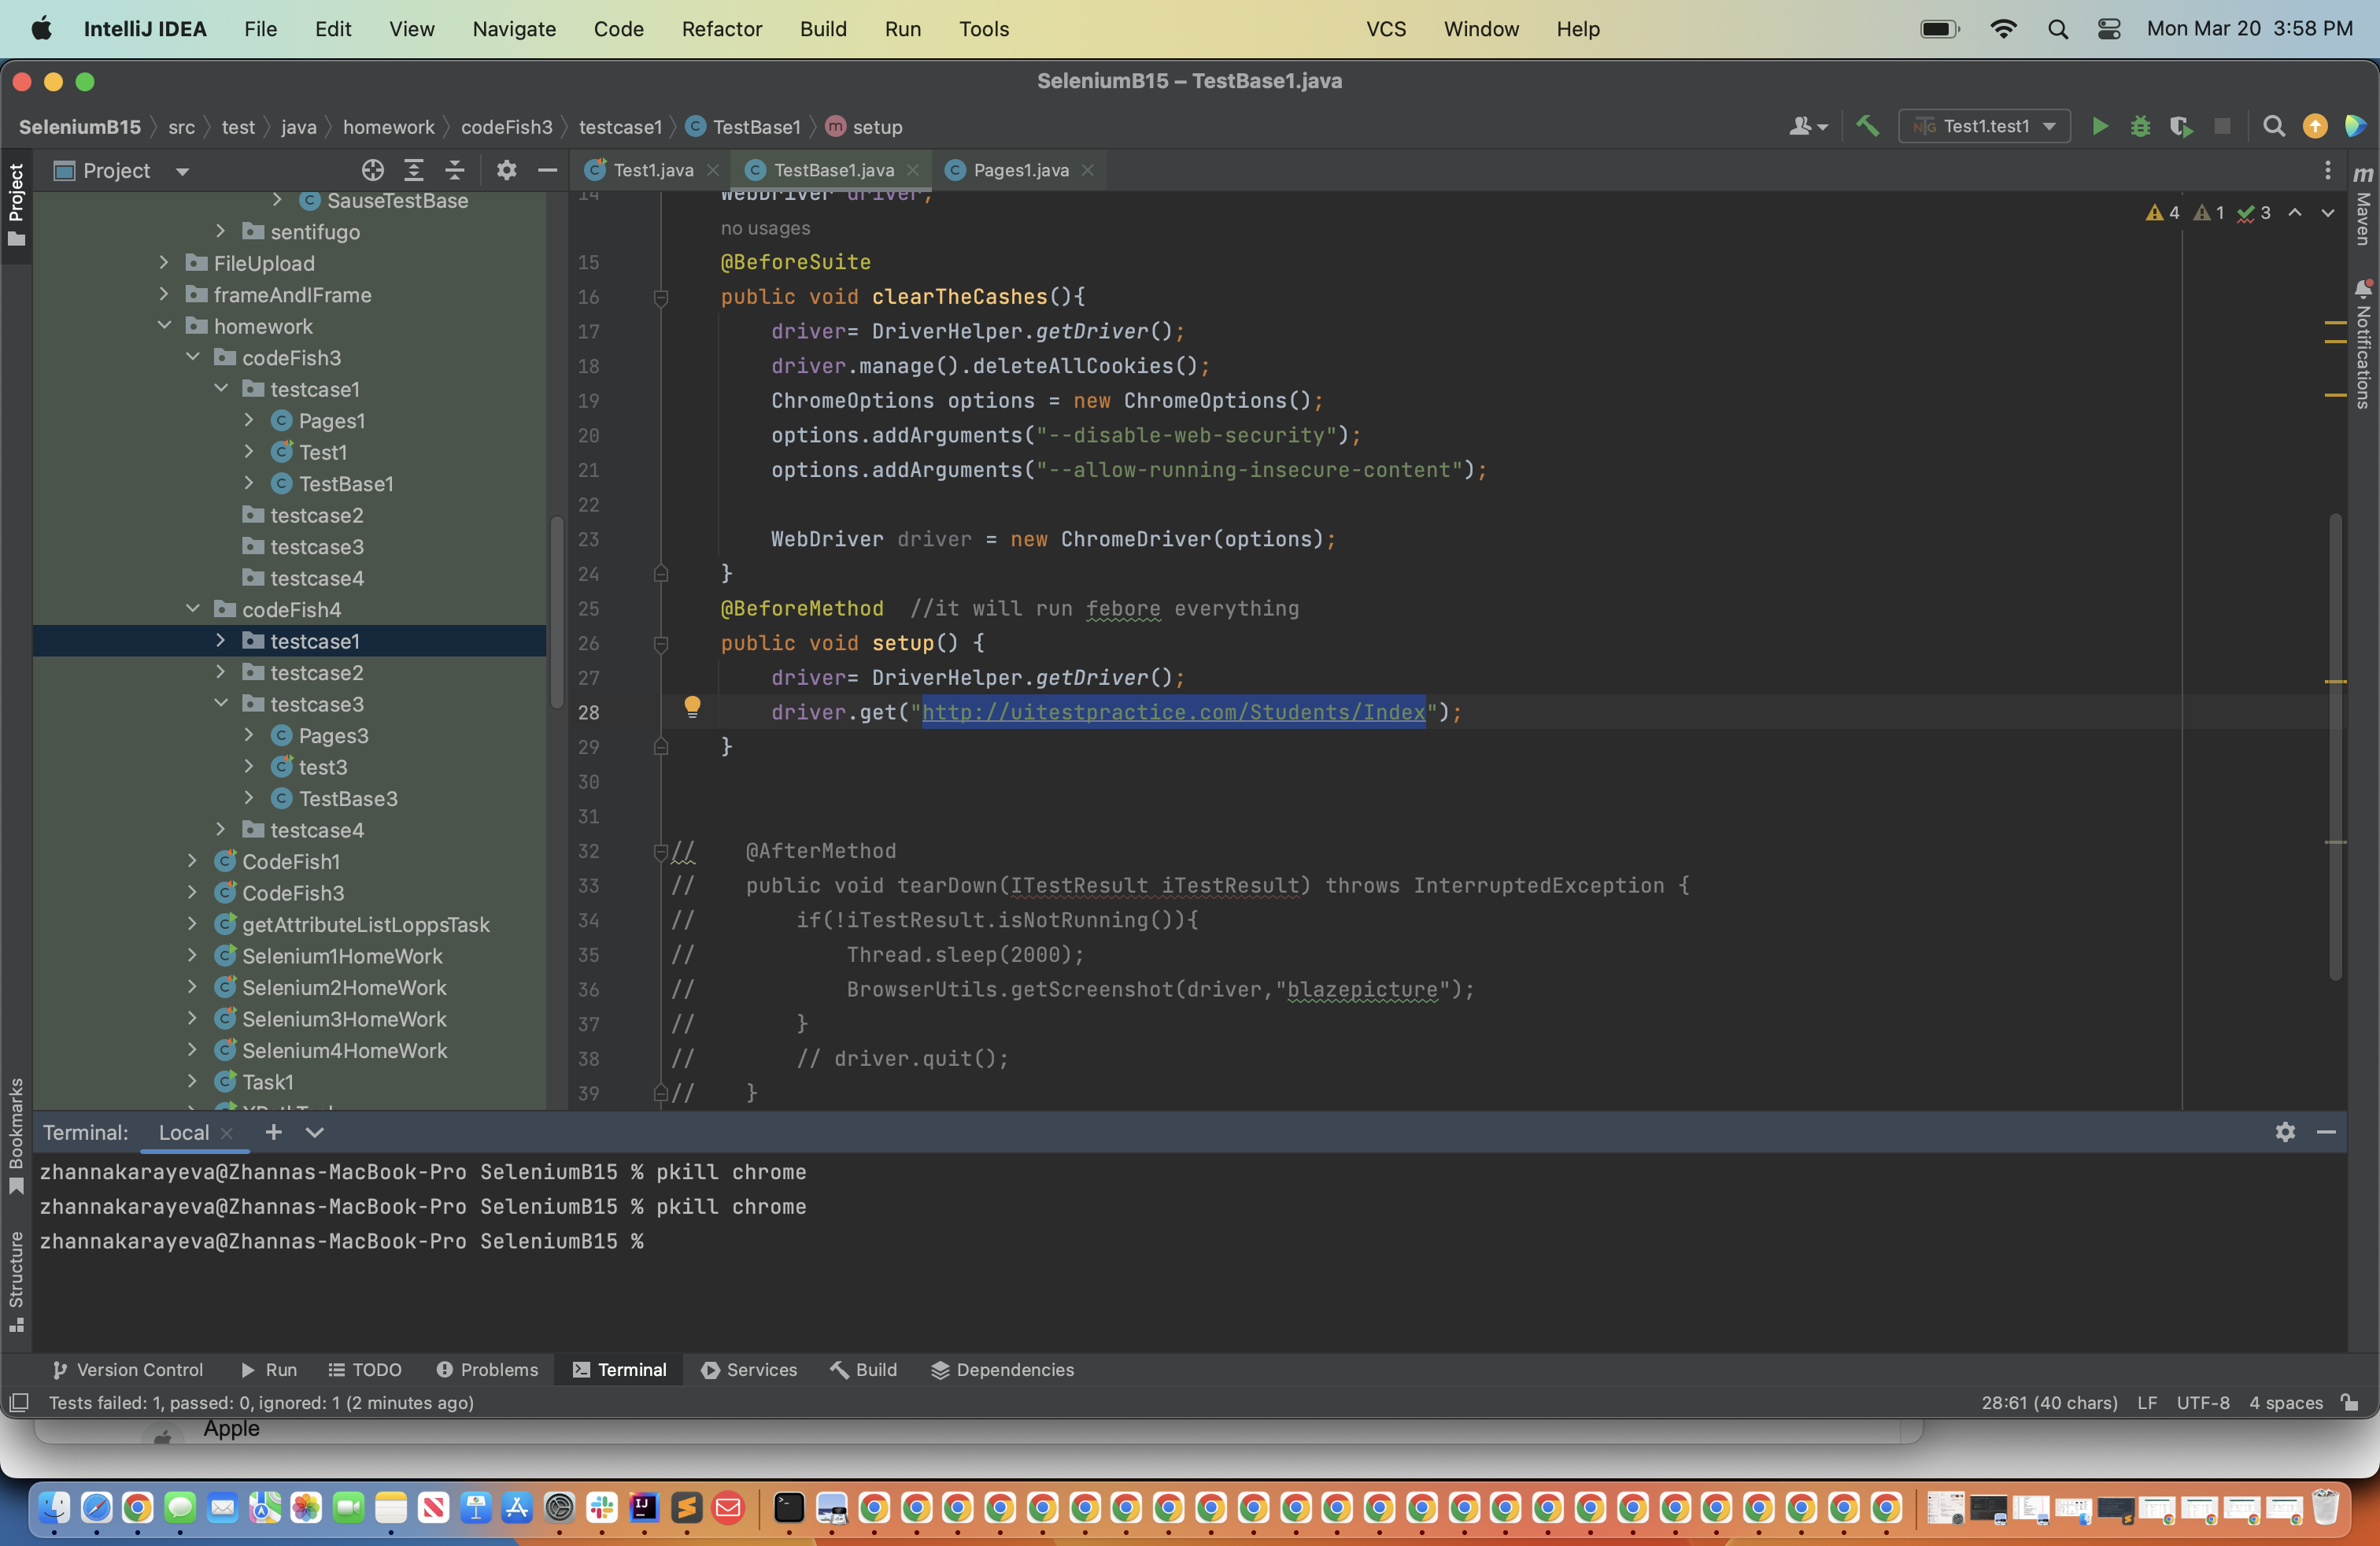 IntelliJ IDEA File Edit View Navigate Code Refactor Build Run Tools VCS Window Help Mon Mar 20 3:58 PM
SeleniumB15 – TestBase1.java
SeleniumB15 src test java homework codeFish3 testcase1 TestBase1 setup Test1.test1
Project
Test1.java TestBase1.java Pages1.java
Project
Maven
Notifications
Bookmarks
Structure
SauseTestBase
sentifugo
FileUpload
frameAndIFrame
homework
codeFish3
testcase1
Pages1
Test1
TestBase1
testcase2
testcase3
testcase4
codeFish4
testcase1
testcase2
testcase3
Pages3
test3
TestBase3
testcase4
CodeFish1
CodeFish3
getAttributeListLoppsTask
Selenium1HomeWork
Selenium2HomeWork
Selenium3HomeWork
Selenium4HomeWork
Task1
4 1 3
14 WebDriver driver;
no usages
15 @BeforeSuite
16 public void clearTheCashes(){
17 driver= DriverHelper.getDriver();
18 driver.manage().deleteAllCookies();
19 ChromeOptions options = new ChromeOptions();
20 options.addArguments("--disable-web-security");
21 options.addArguments("--allow-running-insecure-content");
22
23 WebDriver driver = new ChromeDriver(options);
24 }
25 @BeforeMethod //it will run febore everything
26 public void setup() {
27 driver= DriverHelper.getDriver();
28 driver.get("http://uitestpractice.com/Students/Index");
29 }
30
31
32 // @AfterMethod
33 // public void tearDown(ITestResult iTestResult) throws InterruptedException {
34 // if(!iTestResult.isNotRunning()){
35 // Thread.sleep(2000);
36 // BrowserUtils.getScreenshot(driver,"blazepicture");
37 // }
38 // // driver.quit();
39 // }
Terminal: Local
zhannakarayeva@Zhannas-MacBook-Pro SeleniumB15 % pkill chrome
zhannakarayeva@Zhannas-MacBook-Pro SeleniumB15 % pkill chrome
zhannakarayeva@Zhannas-MacBook-Pro SeleniumB15 %
Version Control Run TODO Problems Terminal Services Build Dependencies
Tests failed: 1, passed: 0, ignored: 1 (2 minutes ago) 28:61 (40 chars) LF UTF-8 4 spaces
Apple